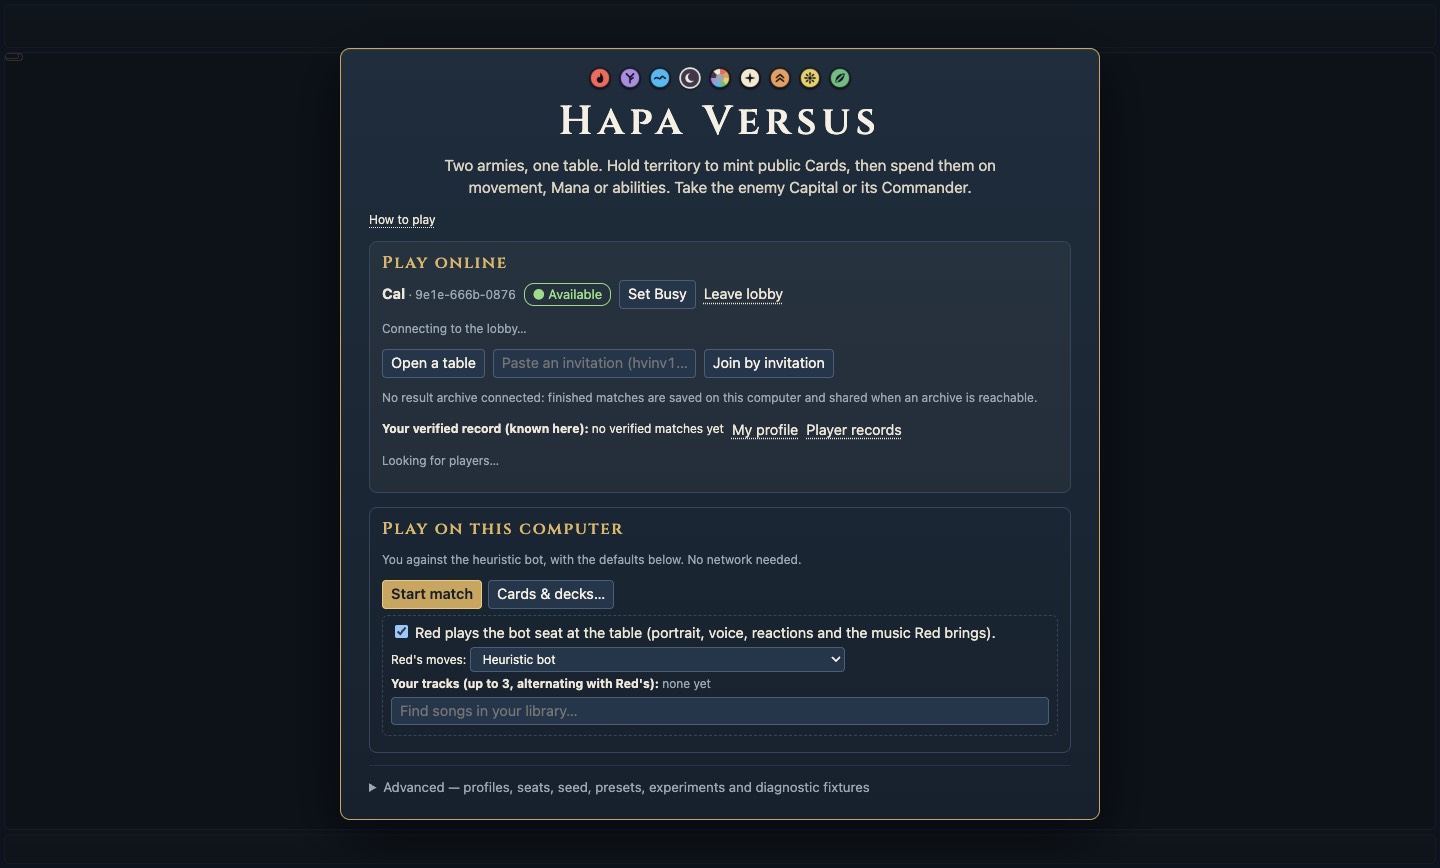 Hapa Versus
Two armies, one table. Hold territory to mint public Cards, then spend them on
movement, Mana or abilities. Take the enemy Capital or its Commander.
How to play
Play online
Cal · 9e1e-666b-0876 Available Set Busy Leave lobby
Connecting to the lobby...
Open a table Paste an invitation (hvinv1... Join by invitation
No result archive connected: finished matches are saved on this computer and shared when an archive is reachable.
Your verified record (known here): no verified matches yet My profile Player records
Looking for players...
Play on this computer
You against the heuristic bot, with the defaults below. No network needed.
Start match Cards & decks...
Red plays the bot seat at the table (portrait, voice, reactions and the music Red brings).
Red's moves: Heuristic bot
Your tracks (up to 3, alternating with Red's): none yet
Find songs in your library...
Advanced — profiles, seats, seed, presets, experiments and diagnostic fixtures